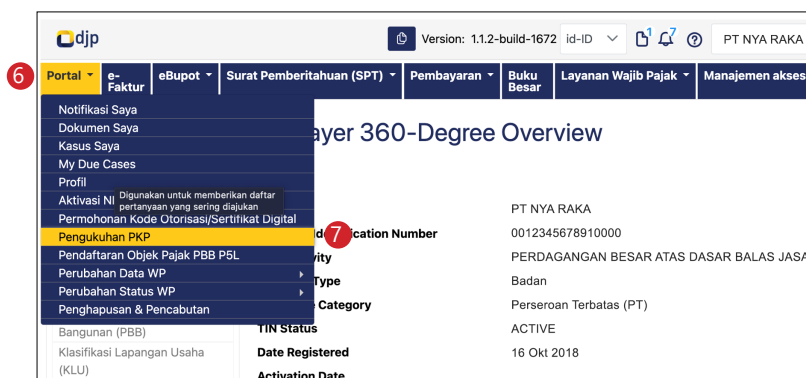 djp
Version: 1.1.2-build-1672
id-ID
1
7
PT NYA RAKA
6
Portal
e-Faktur
eBupot
Surat Pemberitahuan (SPT)
Pembayaran
Buku Besar
Layanan Wajib Pajak
Manajemen akses
Notifikasi Saya
Dokumen Saya
Kasus Saya
My Due Cases
Profil
Aktivasi NI
Digunakan untuk memberikan daftar
pertanyaan yang sering diajukan
Permohonan Kode Otorisasi/Sertifikat Digital
Pengukuhan PKP
7
Pendaftaran Objek Pajak PBB P5L
Perubahan Data WP
Perubahan Status WP
Penghapusan & Pencabutan
Bangunan (PBB)
Klasifikasi Lapangan Usaha
(KLU)
ayer 360-Degree Overview
PT NYA RAKA
ication Number
0012345678910000
ity
PERDAGANGAN BESAR ATAS DASAR BALAS JASA
Type
Badan
Category
Perseroan Terbatas (PT)
TIN Status
ACTIVE
Date Registered
16 Okt 2018
Activation Date